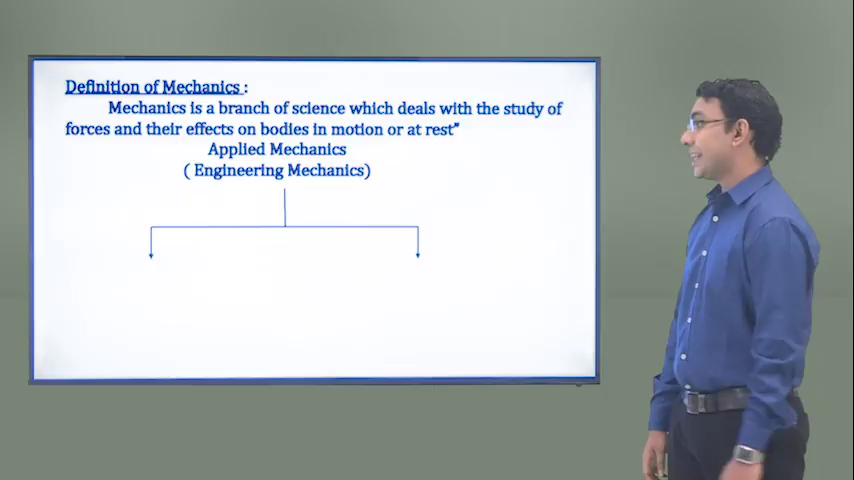 Definition of Mechanics :
Mechanics is a branch of science which deals with the study of
forces and their effects on bodies in motion or at rest”
Applied Mechanics
( Engineering Mechanics)